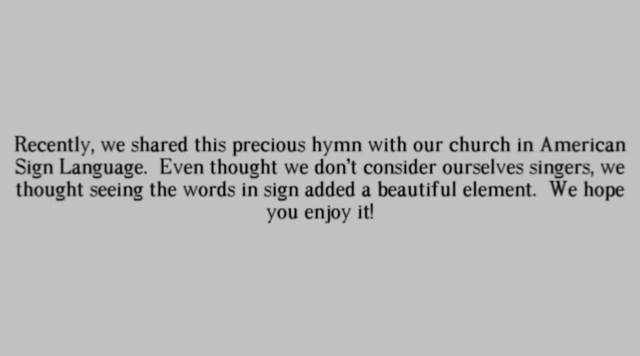 Recently, we shared this precious hymn with our church in American
Sign Language.  Even thought we don't consider ourselves singers, we
thought seeing the words in sign added a beautiful element.  We hope
you enjoy it!